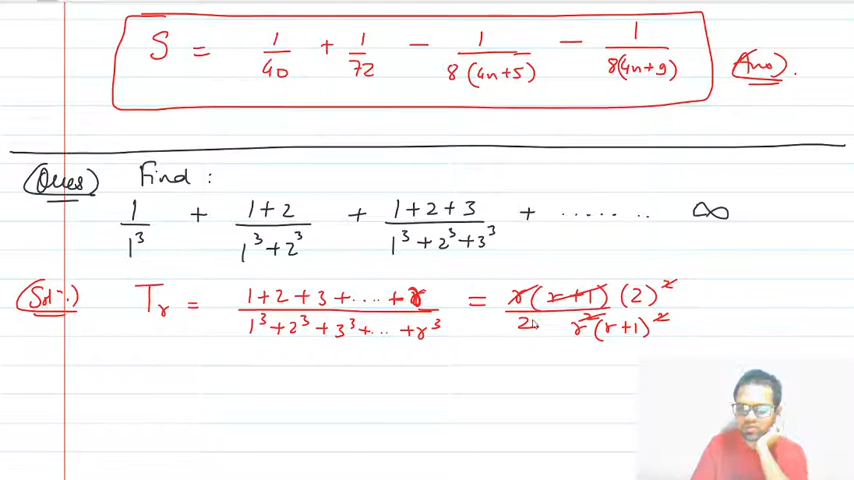 S = 1/40 + 1/72 - 1/8(4n+5) - 1/8(4n+9) Ans.
Ques Find :
1/1³ + 1+2/1³+2³ + 1+2+3/1³+2³+3³ + ........ ∞
Sol:-) Tᵣ = 1+2+3+....+r/1³+2³+3³+...+r³ = r(r+1)(2)²/2 r²(r+1)²